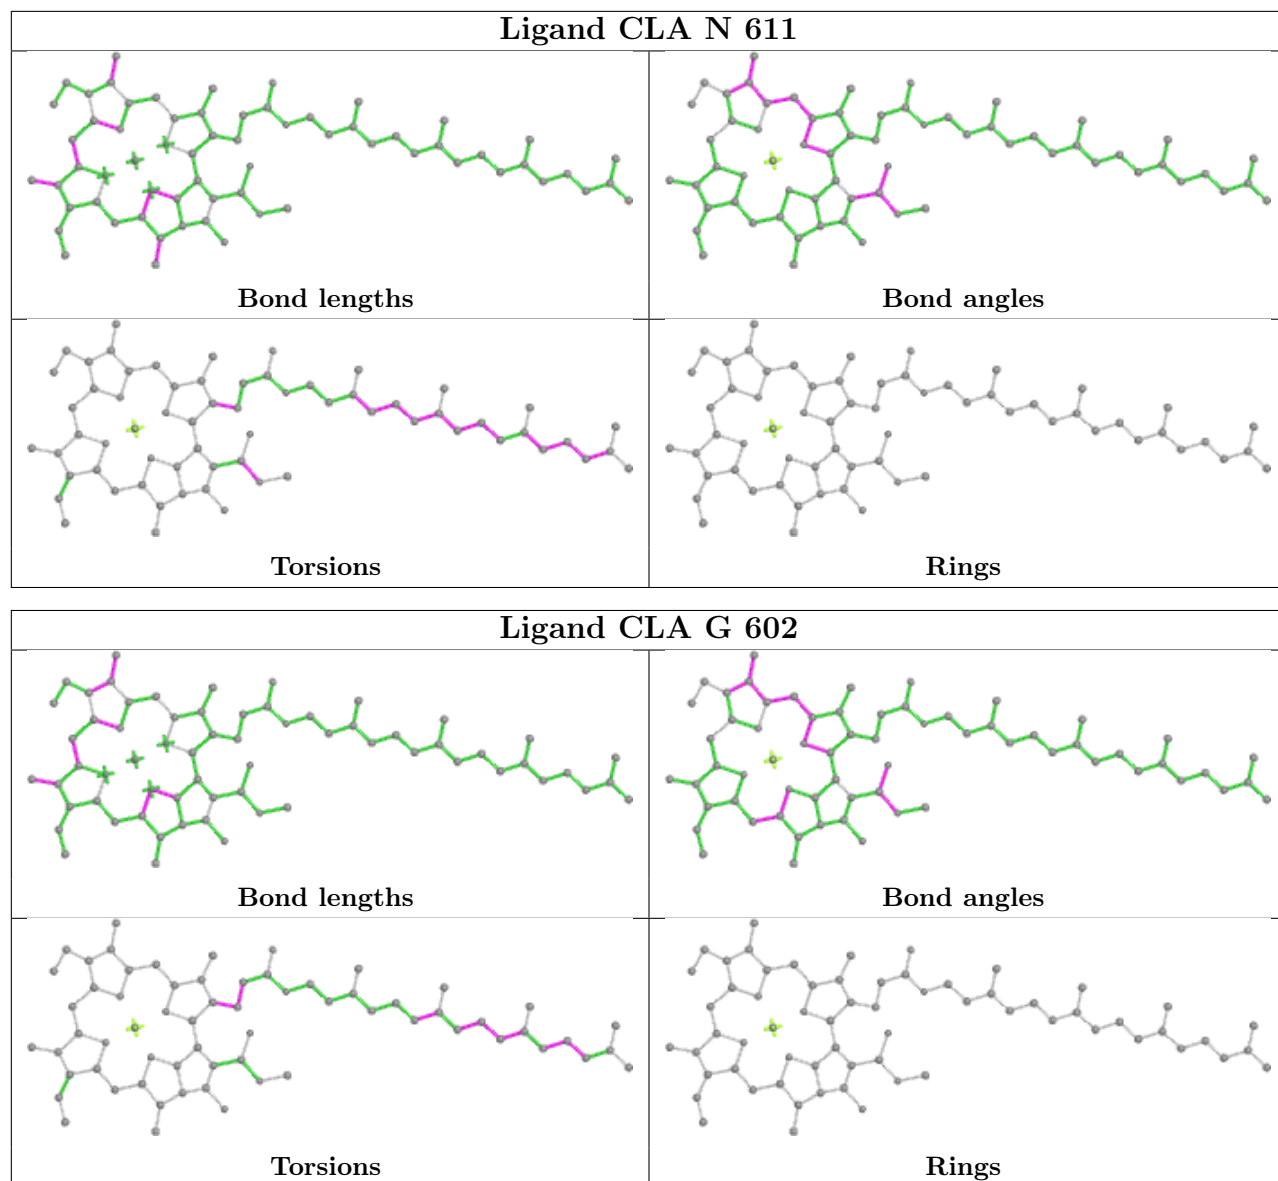 Ligand CLA N 611
Bond lengths
Bond angles
Torsions
Rings
Ligand CLA G 602
Bond lengths
Bond angles
Torsions
Rings